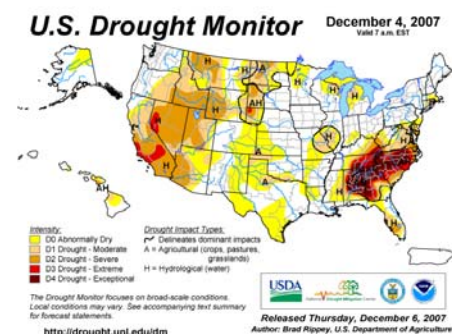 U.S. Drought Monitor
December 4, 2007
Valid 7 a.m. EST
H
H
A
H
H
H
AH
H
H
H
A
A
H
H
AH
H
Intensity:
D0 Abnormally Dry
D1 Drought - Moderate
D2 Drought - Severe
D3 Drought - Extreme
D4 Drought - Exceptional
Drought Impact Types:
Delineates dominant impacts
A = Agricultural (crops, pastures,
grasslands)
H = Hydrological (water)
The Drought Monitor focuses on broad-scale conditions.
Local conditions may vary. See accompanying text summary
for forecast statements.
http://drought.unl.edu/dm
USDA
Released Thursday, December 6, 2007
Author: Brad Rippey, U.S. Department of Agriculture